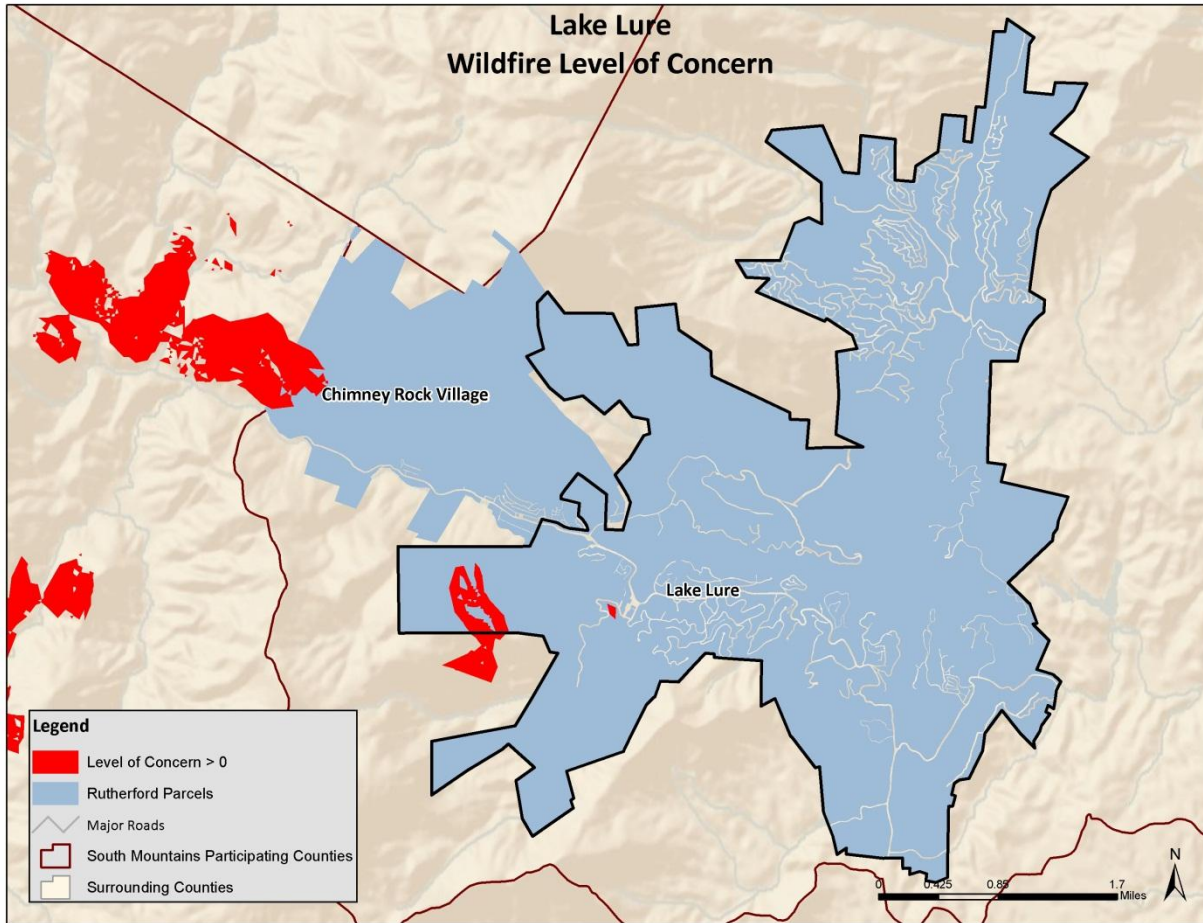 Lake Lure
Wildfire Level of Concern
Chimney Rock Village
Lake Lure
Legend
Level of Concern > 0
Rutherford Parcels
Major Roads
South Mountains Participating Counties
Surrounding Counties
N
0 0.425 0.85 1.7
Miles